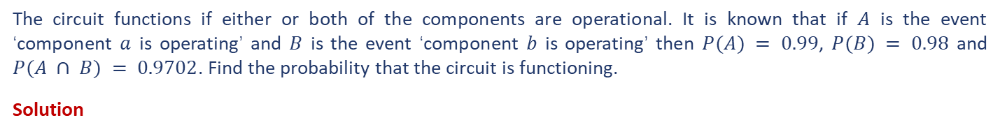 The circuit functions if either or both of the components are operational. It is known that if A is the event
‘component a is operating’ and B is the event ‘component b is operating’ then P(A) = 0.99, P(B) = 0.98 and
P(A ∩ B) = 0.9702. Find the probability that the circuit is functioning.
Solution